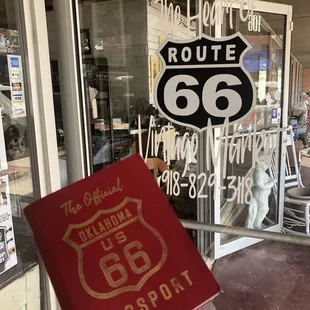 The Heart Of
ROUTE
66
Vintage Market
918-829-3118
The Official
OKLAHOMA
US
66
PASSPORT